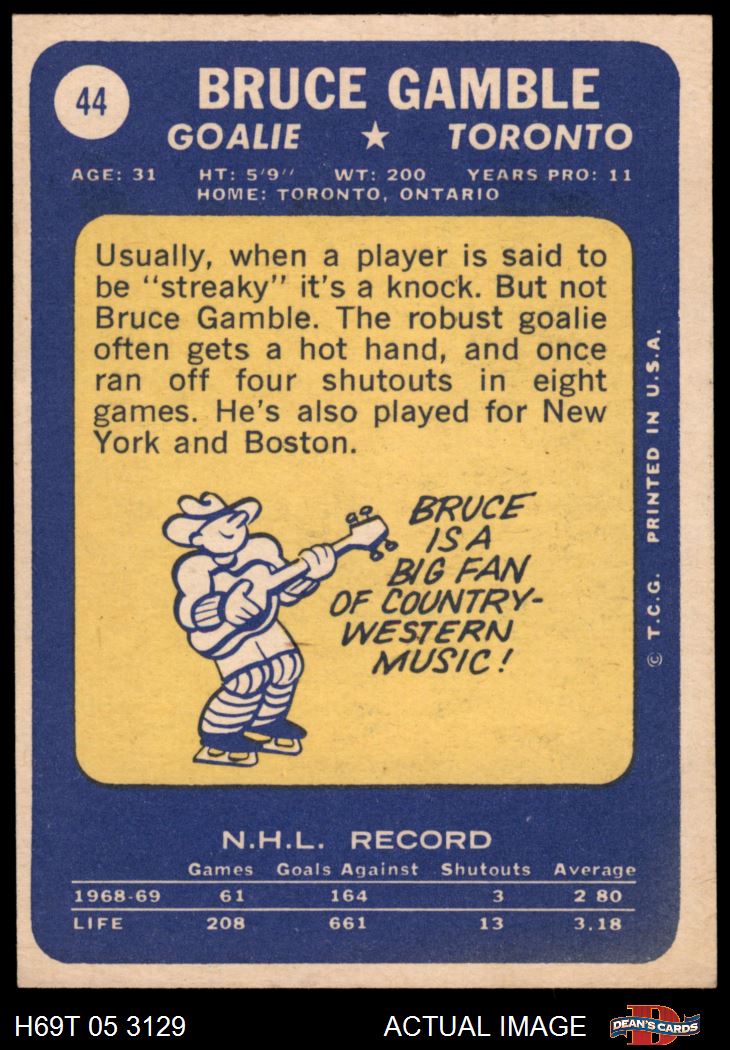 44
BRUCE GAMBLE
GOALIE ★ TORONTO
AGE: 31 HT: 5'9" WT: 200 YEARS PRO: 11
HOME: TORONTO, ONTARIO
Usually, when a player is said to
be "streaky" it's a knock. But not
Bruce Gamble. The robust goalie
often gets a hot hand, and once
ran off four shutouts in eight
games. He's also played for New
York and Boston.
BRUCE
IS A
BIG FAN
OF COUNTRY-
WESTERN
MUSIC!
© T.C.G. PRINTED IN U.S.A.
N.H.L. RECORD
Games Goals Against Shutouts Average
1968-69 61 164 3 2 80
LIFE 208 661 13 3.18
H69T 05 3129 ACTUAL IMAGE
D
DEAN'S CARDS